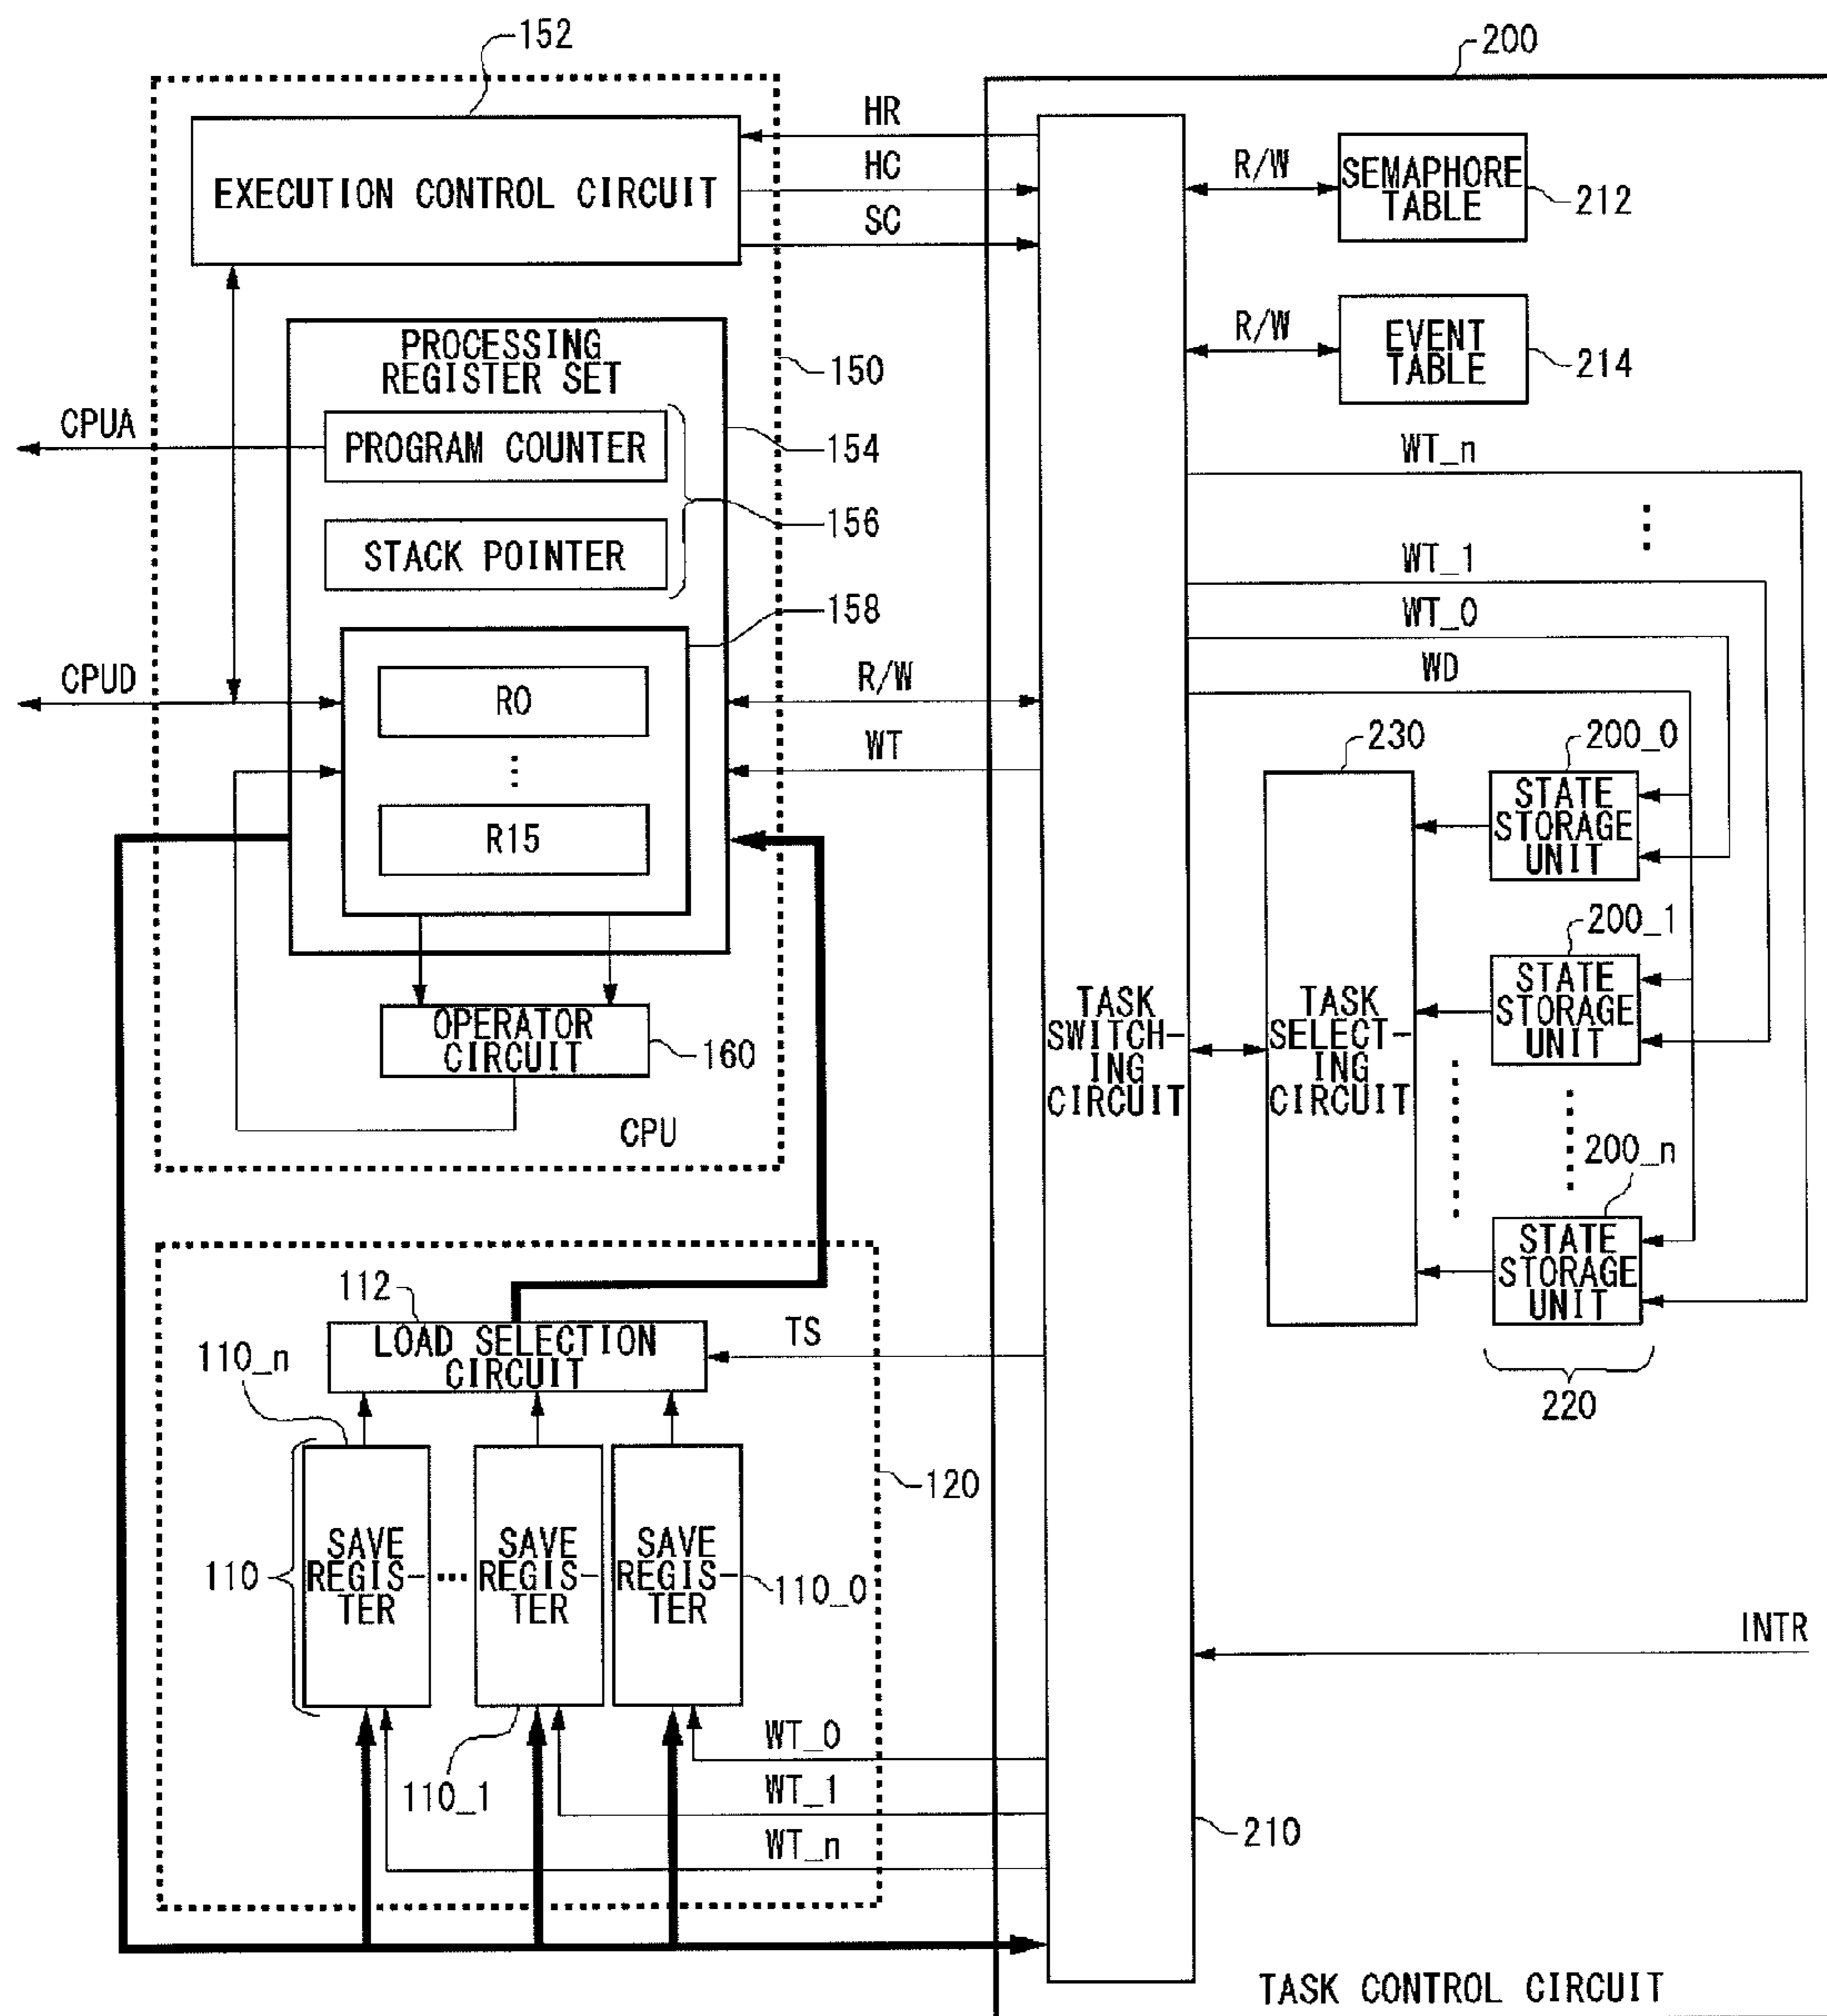 152
200
HR
HC
SC
EXECUTION CONTROL CIRCUIT
R/W
SEMAPHORE
TABLE
212
R/W
EVENT
TABLE
214
PROCESSING
REGISTER SET
150
CPUA
PROGRAM COUNTER
154
156
STACK POINTER
158
WT_n
WT_1
WT_0
WD
CPUD
R0
R/W
WT
R15
230
200_0
STATE
STORAGE
UNIT
200_1
STATE
STORAGE
UNIT
OPERATOR
CIRCUIT
160
CPU
TASK
SWITCH-
ING
CIRCUIT
TASK
SELECT-
ING
CIRCUIT
200_n
STATE
STORAGE
UNIT
220
112
LOAD SELECTION
CIRCUIT
TS
110_n
120
110
SAVE
REGIS-
TER
SAVE
REGIS-
TER
SAVE
REGIS-
TER
110_0
110_1
INTR
WT_0
WT_1
WT_n
210
TASK CONTROL CIRCUIT